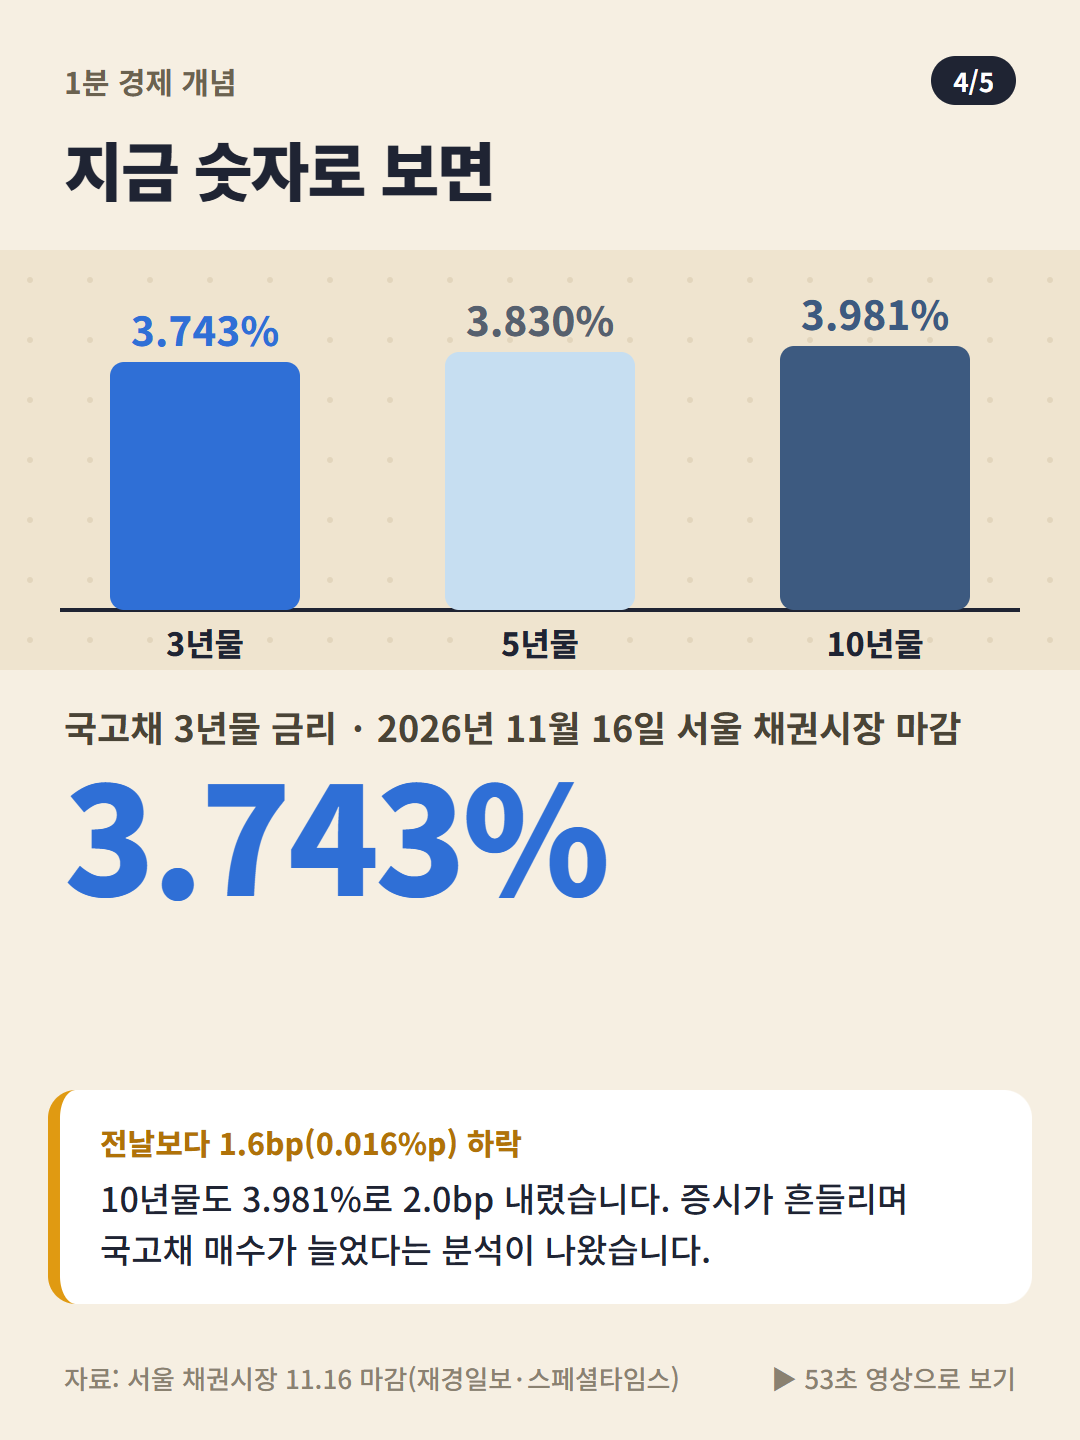 1분 경제 개념
4/5
지금 숫자로 보면
3.743%
3.830%
3.981%
3년물
5년물
10년물
국고채 3년물 금리 · 2026년 11월 16일 서울 채권시장 마감
3.743%
전날보다 1.6bp(0.016%p) 하락
10년물도 3.981%로 2.0bp 내렸습니다. 증시가 흔들리며
국고채 매수가 늘었다는 분석이 나왔습니다.
자료: 서울 채권시장 11.16 마감(재경일보·스페셜타임스)
▶ 53초 영상으로 보기